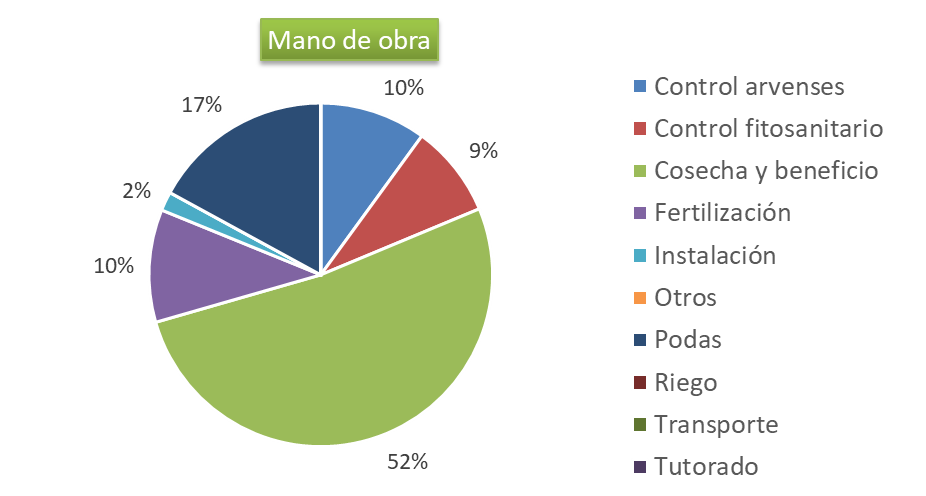 Mano de obra
10%
9%
52%
10%
2%
17%
Control arvenses
Control fitosanitario
Cosecha y beneficio
Fertilización
Instalación
Otros
Podas
Riego
Transporte
Tutorado